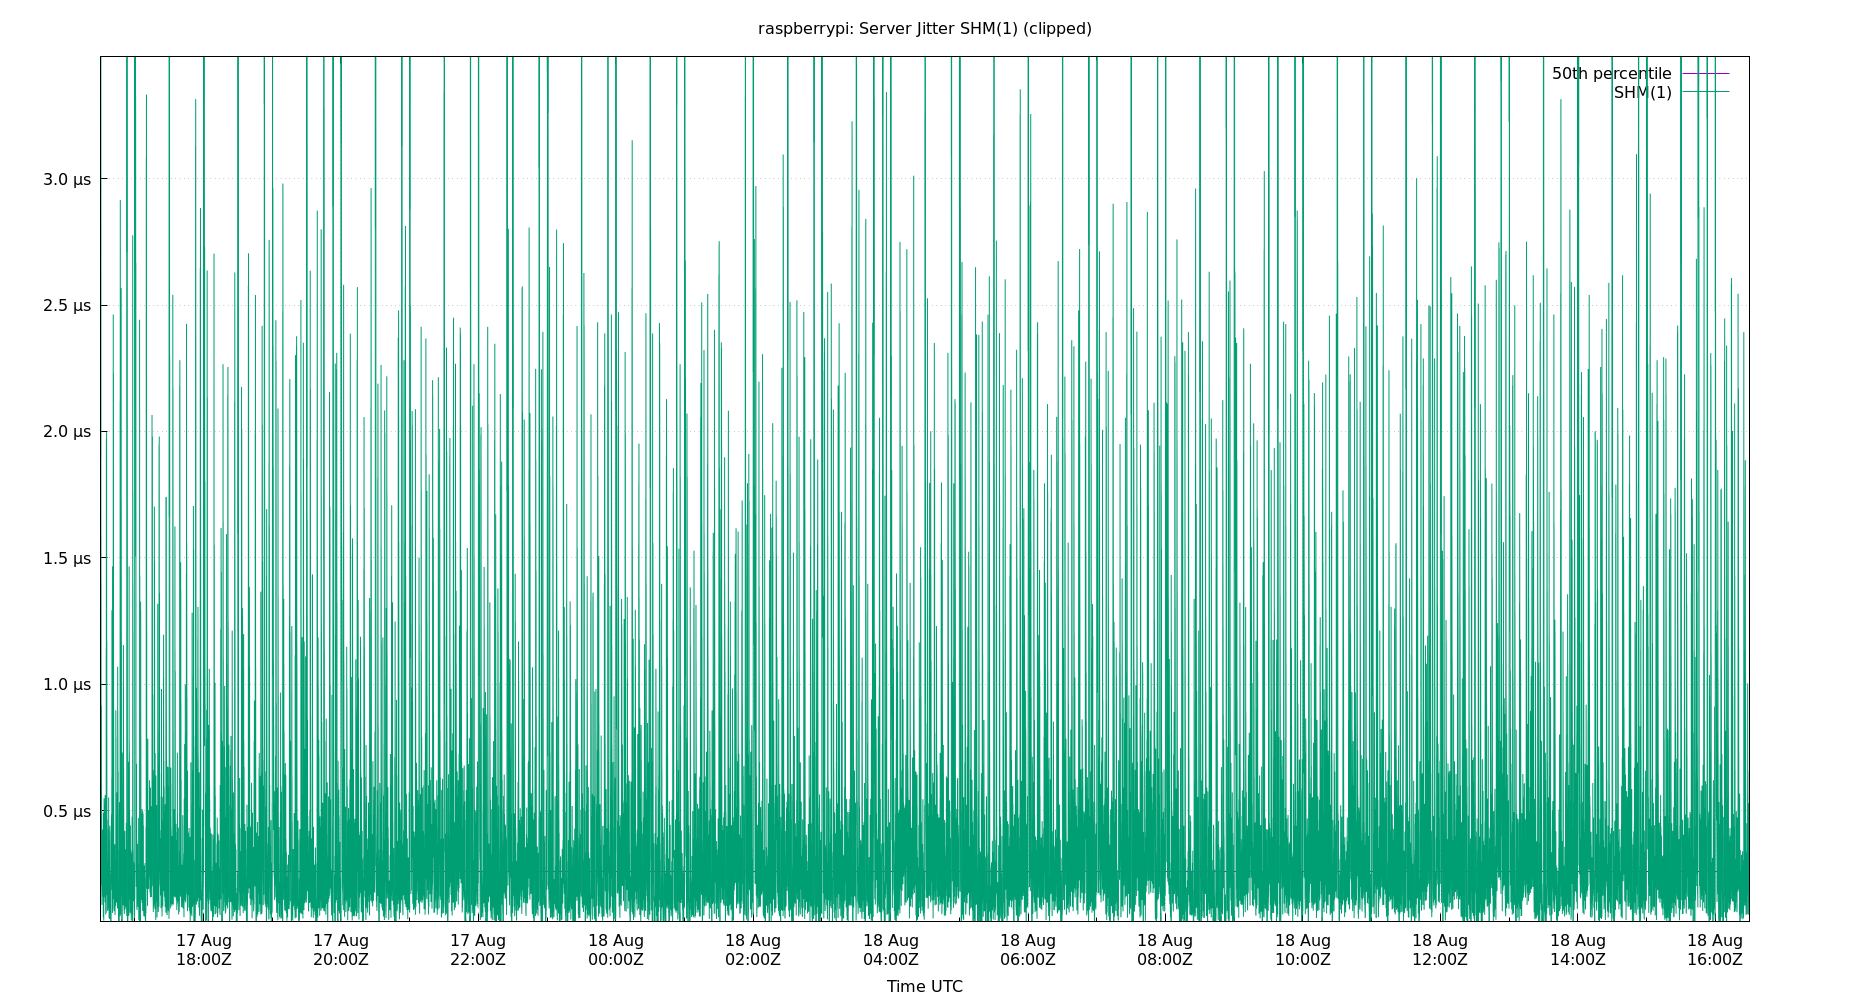 raspberrypi: Server Jitter SHM(1) (clipped)
50th percentile
SHM(1)
3.0 µs
2.5 µs
2.0 µs
1.5 µs
1.0 µs
0.5 µs
17 Aug 17 Aug 17 Aug 18 Aug 18 Aug 18 Aug 18 Aug 18 Aug 18 Aug 18 Aug 18 Aug 18 Aug
18:00Z 20:00Z 22:00Z 00:00Z 02:00Z 04:00Z 06:00Z 08:00Z 10:00Z 12:00Z 14:00Z 16:00Z
Time UTC